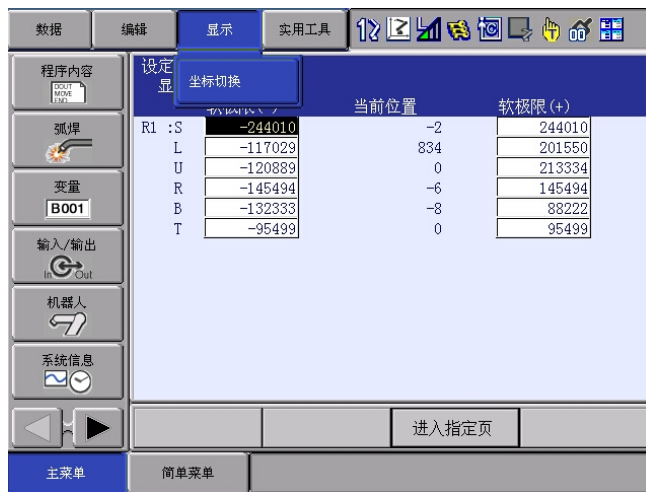 数据 编辑 显示 实用工具
程序内容
DOUT
MOVE
END
弧焊
变量
B001
输入/输出
In Out
机器人
系统信息
坐标切换
设定
显
当前位置 软极限(+)
R1 :S -244010 -2 244010
L -117029 834 201550
U -120889 0 213334
R -145494 -6 145494
B -132333 -8 88222
T -95499 0 95499
进入指定页
主菜单 简单菜单